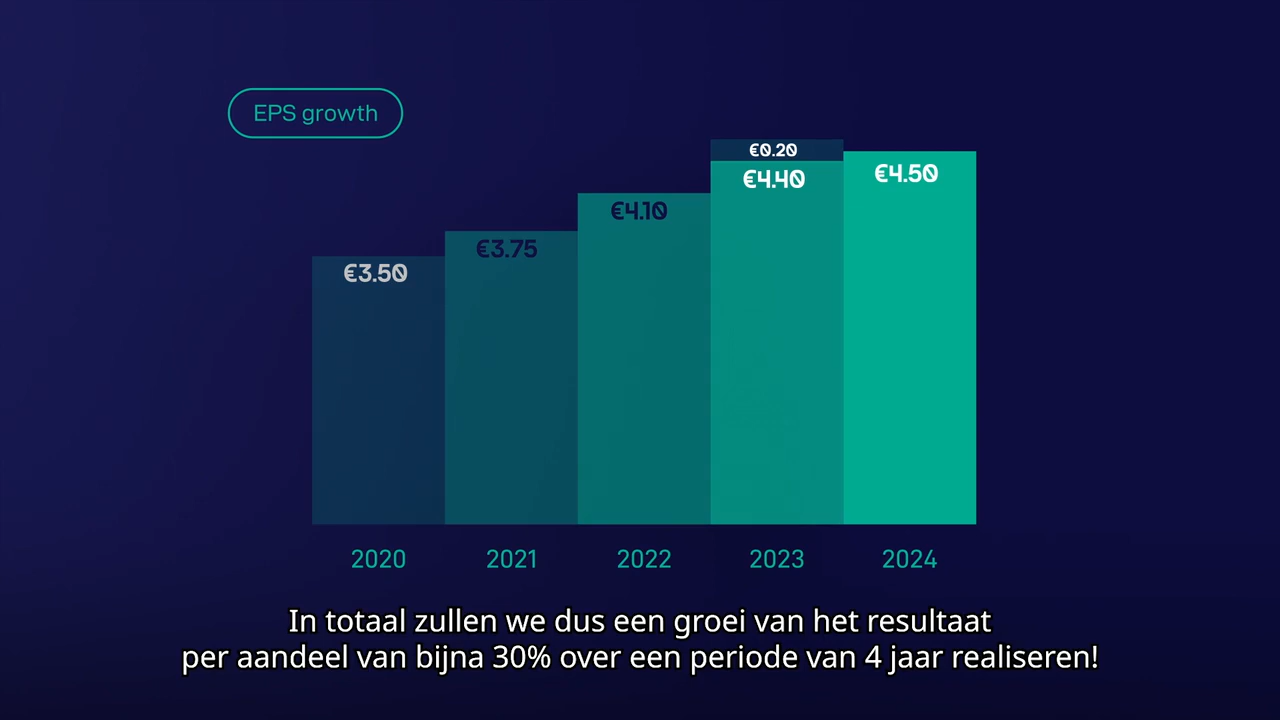 EPS growth
€0.20
€4.40
€4.50
€4.10
€3.75
€3.50
2020 2021 2022 2023 2024
In totaal zullen we dus een groei van het resultaat
per aandeel van bijna 30% over een periode van 4 jaar realiseren!